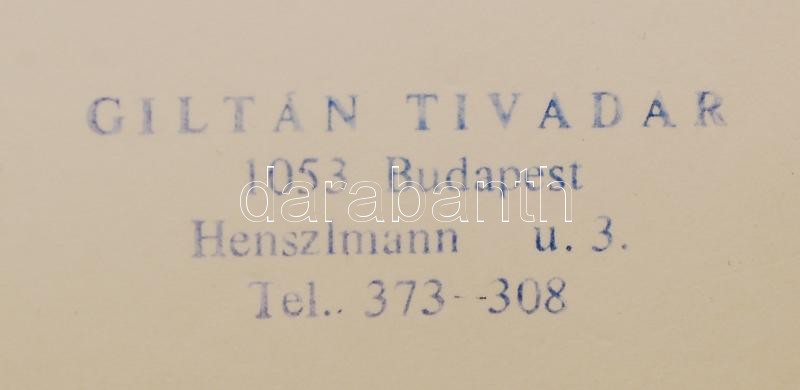 GILTÁN TIVADAR
1053 Budapest
darabanth
Henszlmann u. 3.
Tel.. 373--308